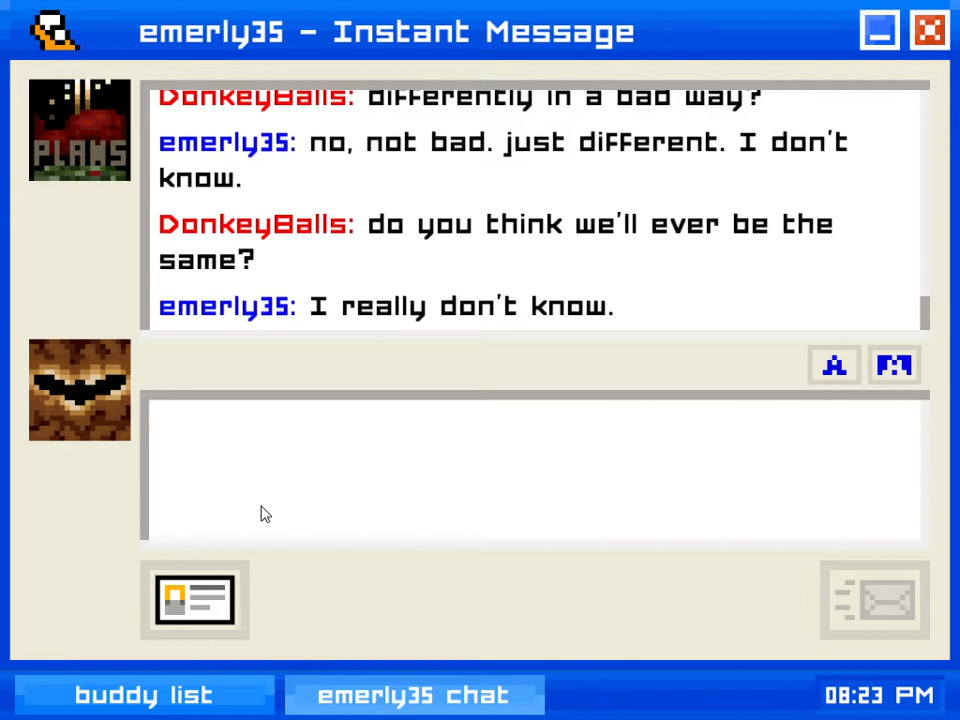 emerly35 - Instant Message
DonkeyBalls: differently in a bad way?
emerly35: no, not bad. just different. I don't
know.
DonkeyBalls: do you think we'll ever be the
same?
emerly35: I really don't know.
PLANS
A
buddy list
emerly35 chat
08:23 PM